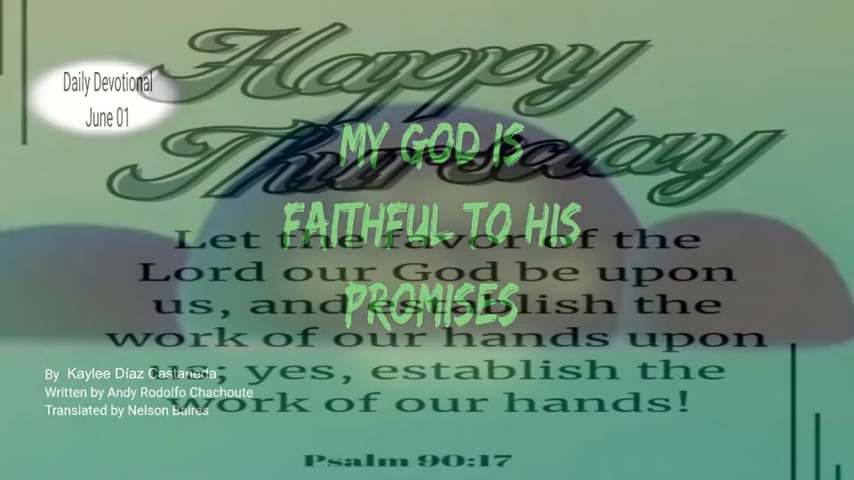 Happy
Thursday
Daily Devotional
June 01
MY GOD IS
FAITHFUL TO HIS
PROMISES
Let the favor of the
Lord our God be upon
us, and establish the
work of our hands upon
us; yes, establish the
work of our hands!
Psalm 90:17
By Kaylee Díaz Castaneda
Written by Andy Rodolfo Chachoute
Translated by Nelson Baires